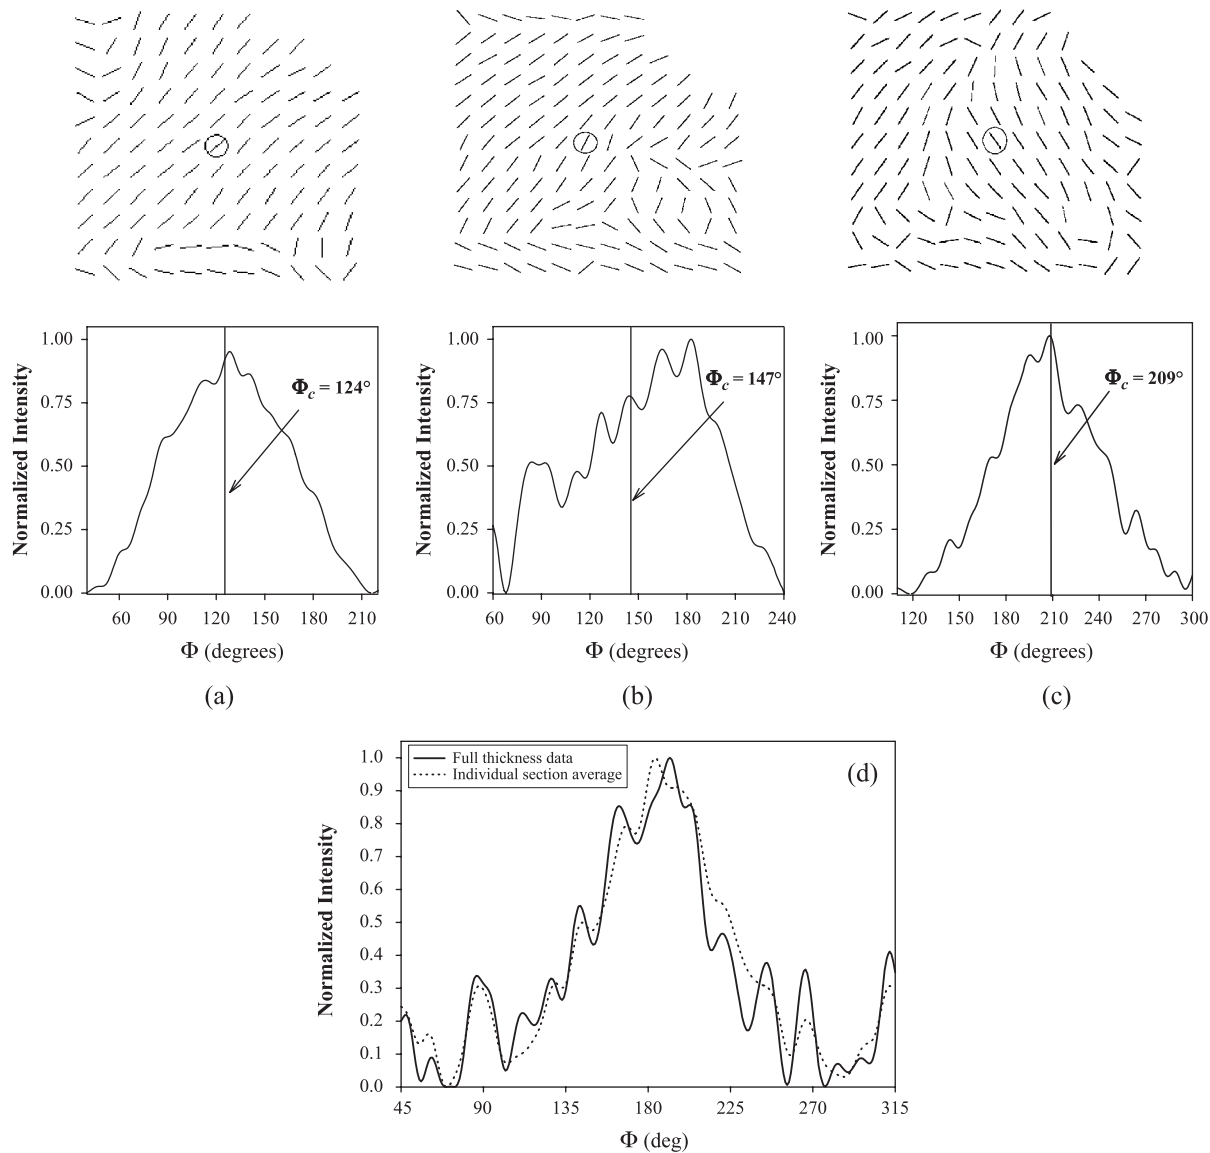 Normalized Intensity
1.00
0.75
0.50
0.25
0.00
Φc = 124°
60 90 120 150 180 210
Φ (degrees)
(a)
Normalized Intensity
1.00
0.75
0.50
0.25
0.00
Φc = 147°
60 90 120 150 180 210 240
Φ (degrees)
(b)
Normalized Intensity
1.00
0.75
0.50
0.25
0.00
Φc = 209°
120 150 180 210 240 270 300
Φ (degrees)
(c)
Normalized Intensity
1.0
0.9
0.8
0.7
0.6
0.5
0.4
0.3
0.2
0.1
0.0
Full thickness data
Individual section average
(d)
45 90 135 180 225 270 315
Φ (deg)